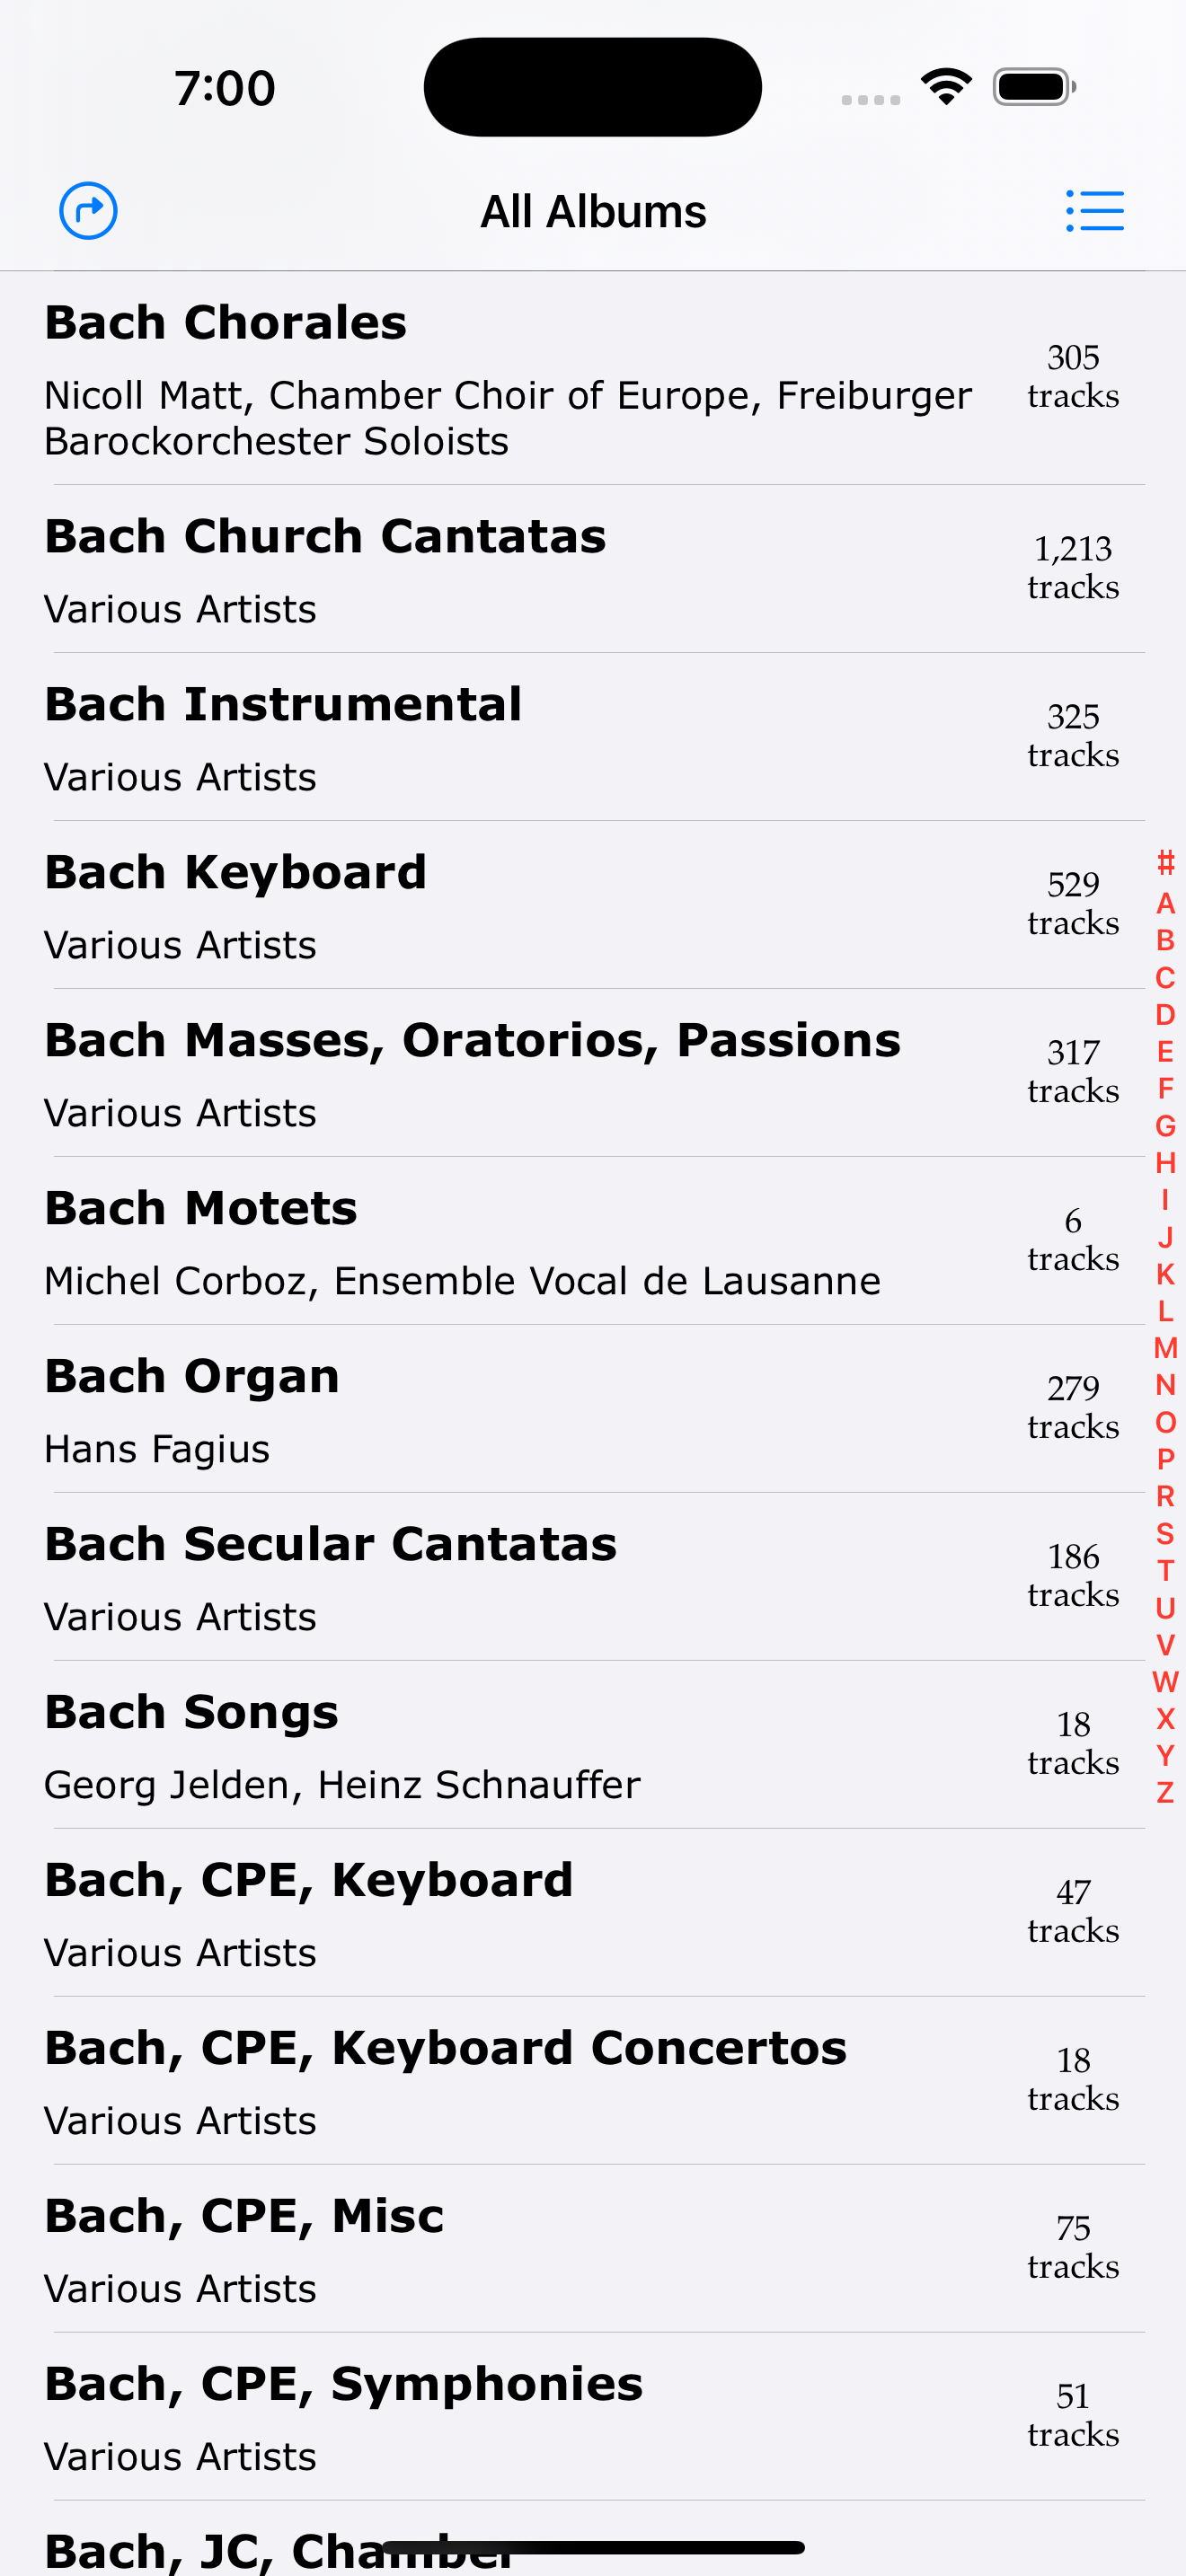 7:00
All Albums
Bach Chorales
Nicoll Matt, Chamber Choir of Europe, Freiburger
Barockorchester Soloists
305
tracks
Bach Church Cantatas
Various Artists
1,213
tracks
Bach Instrumental
Various Artists
325
tracks
Bach Keyboard
Various Artists
529
tracks
Bach Masses, Oratorios, Passions
Various Artists
317
tracks
Bach Motets
Michel Corboz, Ensemble Vocal de Lausanne
6
tracks
Bach Organ
Hans Fagius
279
tracks
Bach Secular Cantatas
Various Artists
186
tracks
Bach Songs
Georg Jelden, Heinz Schnauffer
18
tracks
Bach, CPE, Keyboard
Various Artists
47
tracks
Bach, CPE, Keyboard Concertos
Various Artists
18
tracks
Bach, CPE, Misc
Various Artists
75
tracks
Bach, CPE, Symphonies
Various Artists
51
tracks
Bach, JC, Chamber
#
A
B
C
D
E
F
G
H
I
J
K
L
M
N
O
P
R
S
T
U
V
W
X
Y
Z